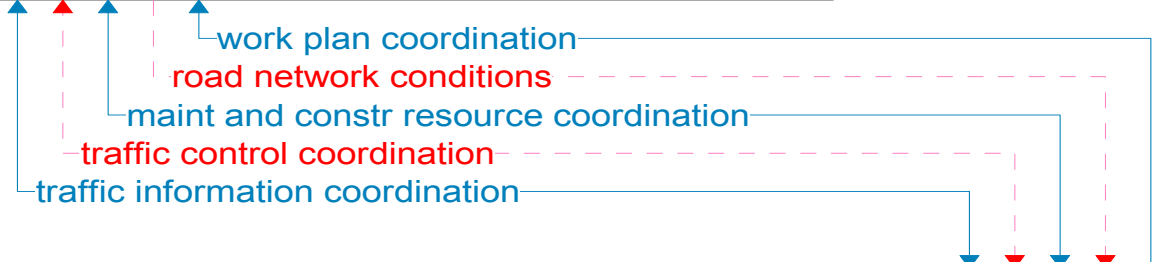 work plan coordination
road network conditions
maint and constr resource coordination
traffic control coordination
traffic information coordination